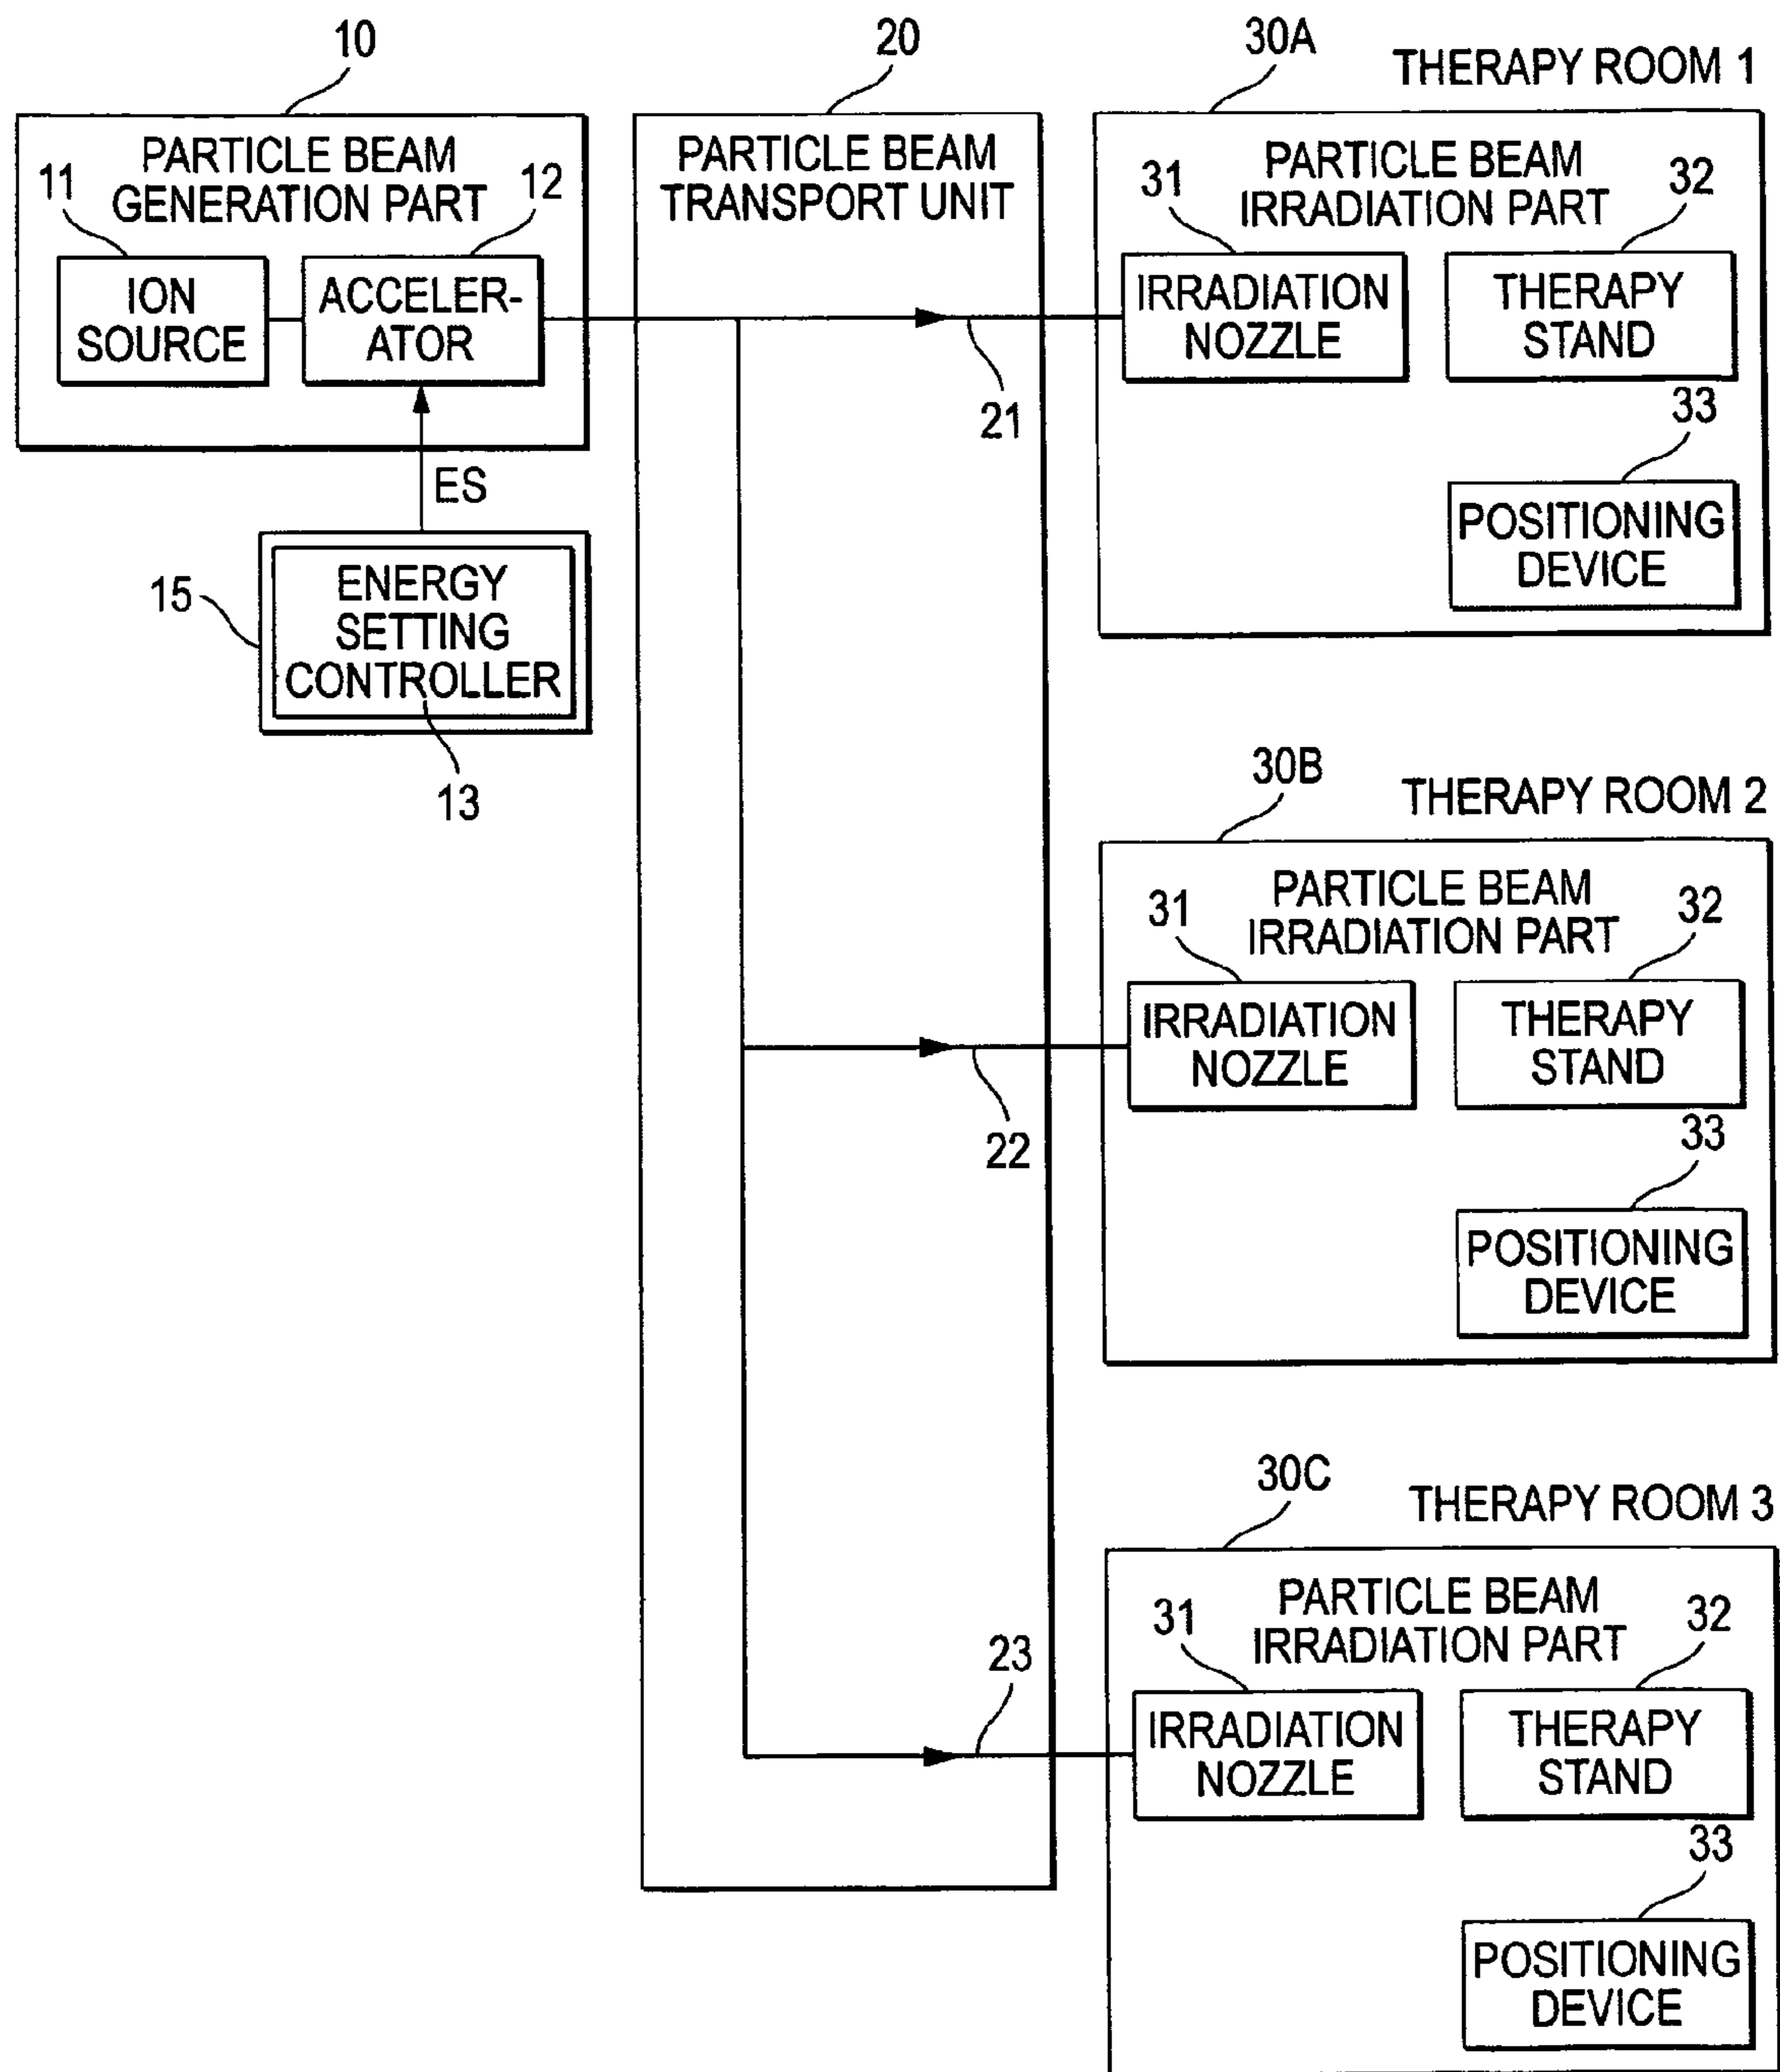 10
20
30A
THERAPY ROOM 1
PARTICLE BEAM
GENERATION PART
11
12
ION
SOURCE
ACCELER-
ATOR
ES
15
ENERGY
SETTING
CONTROLLER
13
PARTICLE BEAM
TRANSPORT UNIT
21
22
23
PARTICLE BEAM
IRRADIATION PART
31
32
IRRADIATION
NOZZLE
THERAPY
STAND
33
POSITIONING
DEVICE
30B
THERAPY ROOM 2
PARTICLE BEAM
IRRADIATION PART
31
32
IRRADIATION
NOZZLE
THERAPY
STAND
33
POSITIONING
DEVICE
30C
THERAPY ROOM 3
PARTICLE BEAM
IRRADIATION PART
31
32
IRRADIATION
NOZZLE
THERAPY
STAND
33
POSITIONING
DEVICE